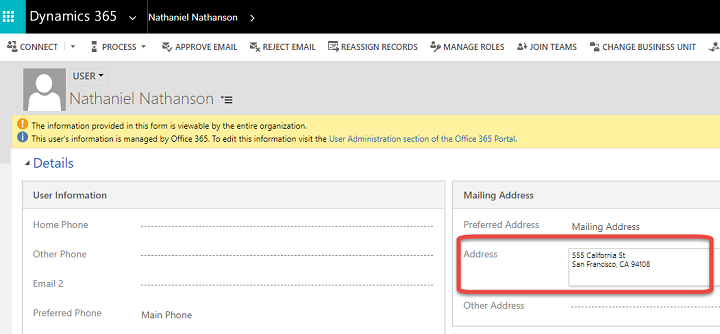 Dynamics 365 Nathaniel Nathanson
CONNECT PROCESS APPROVE EMAIL REJECT EMAIL REASSIGN RECORDS MANAGE ROLES JOIN TEAMS CHANGE BUSINESS UNIT
USER
Nathaniel Nathanson
The information provided in this form is viewable by the entire organization.
This user's information is managed by Office 365. To edit this information visit the User Administration section of the Office 365 Portal.
Details
User Information
Home Phone
Other Phone
Email 2
Preferred Phone Main Phone
Mailing Address
Preferred Address Mailing Address
Address 555 California St
San Francisco, CA 94108
Other Address